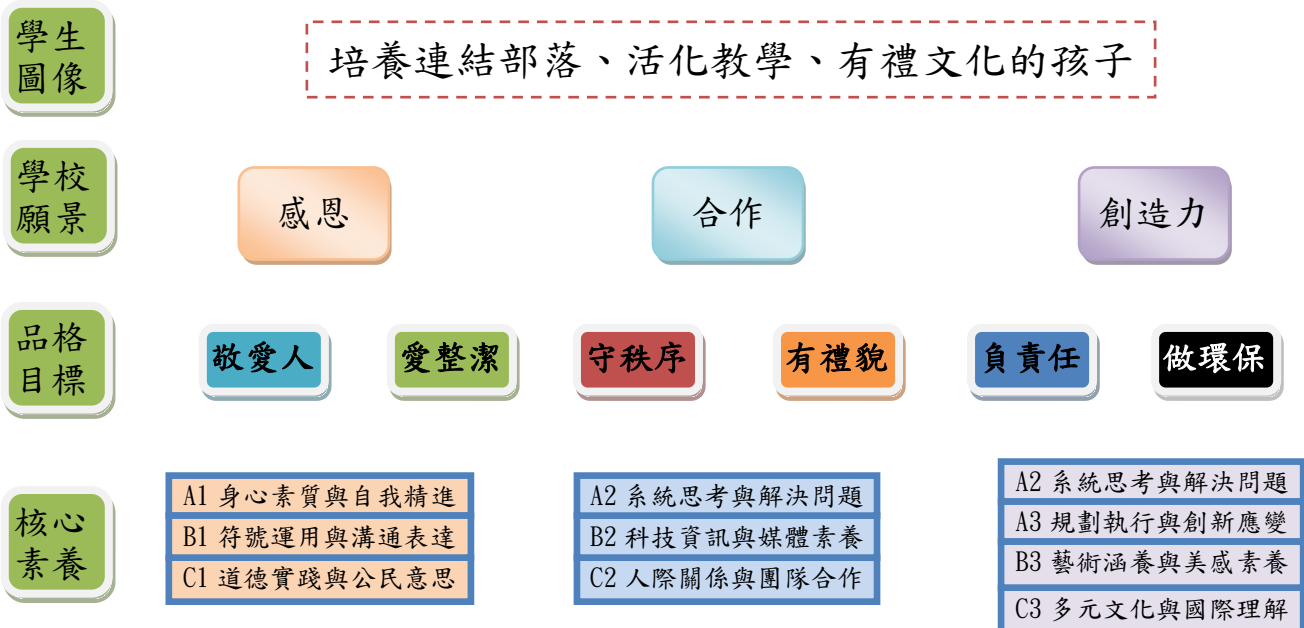 學生
圖像
培養連結部落、活化教學、有禮文化的孩子
學校
願景
感恩
合作
創造力
品格
目標
敬愛人
愛整潔
守秩序
有禮貌
負責任
做環保
核心
素養
A1 身心素質與自我精進
B1 符號運用與溝通表達
C1 道德實踐與公民意思
A2 系統思考與解決問題
B2 科技資訊與媒體素養
C2 人際關係與團隊合作
A2 系統思考與解決問題
A3 規劃執行與創新應變
B3 藝術涵養與美感素養
C3 多元文化與國際理解